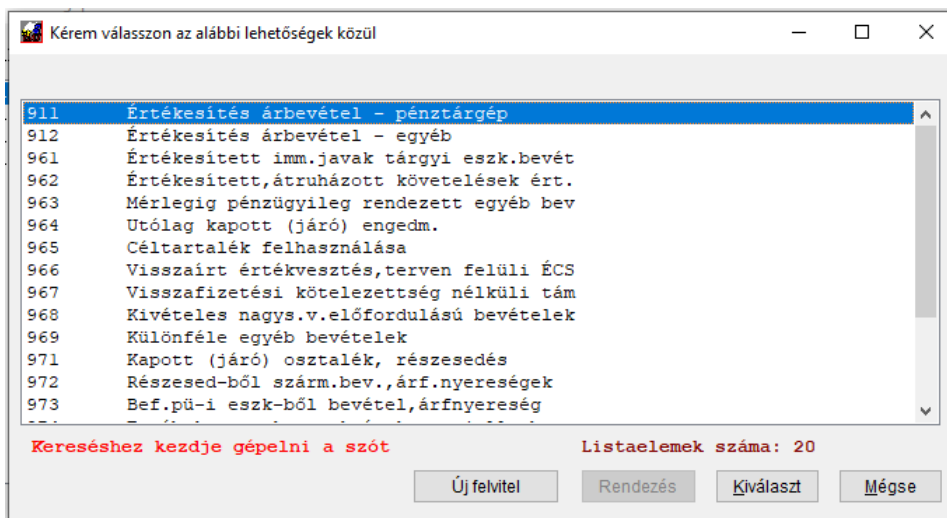 Kérem válasszon az alábbi lehetőségek közül
911 Értékesítés árbevétel - pénztárgép
912 Értékesítés árbevétel - egyéb
961 Értékesített imm.javak tárgyi eszk.bevét
962 Értékesített,átruházott követelések ért.
963 Mérlegig pénzügyileg rendezett egyéb bev
964 Utólag kapott (járó) engedm.
965 Céltartalék felhasználása
966 Visszaírt értékvesztés,terven felüli ÉCS
967 Visszafizetési kötelezettség nélküli tám
968 Kivételes nagys.v.előfordulású bevételek
969 Különféle egyéb bevételek
971 Kapott (járó) osztalék, részesedés
972 Részesed-ből szárm.bev.,árf.nyereségek
973 Bef.pü-i eszk-ből bevétel,árfnyereség
Kereséshez kezdje gépelni a szót Listaelemek száma: 20
Új felvitel Rendezés Kiválaszt Mégse